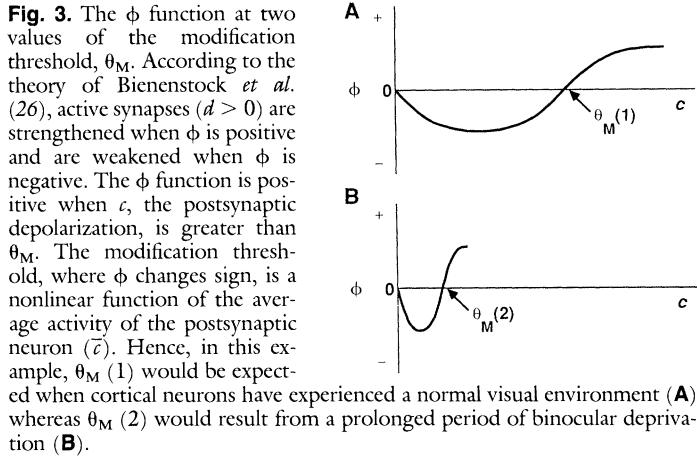 Fig. 3. The ϕ function at two
values of the modification
threshold, θM. According to the
theory of Bienenstock et al.
(26), active synapses (d > 0) are
strengthened when ϕ is positive
and are weakened when ϕ is
negative. The ϕ function is pos-
itive when c, the postsynaptic
depolarization, is greater than
θM. The modification thresh-
old, where ϕ changes sign, is a
nonlinear function of the aver-
age activity of the postsynaptic
neuron (c̅). Hence, in this ex-
ample, θM (1) would be expect-
ed when cortical neurons have experienced a normal visual environment (A)
whereas θM (2) would result from a prolonged period of binocular depriva-
tion (B).
A
+
ϕ 0
c
θM(1)
−
B
+
ϕ 0
c
θM(2)
−